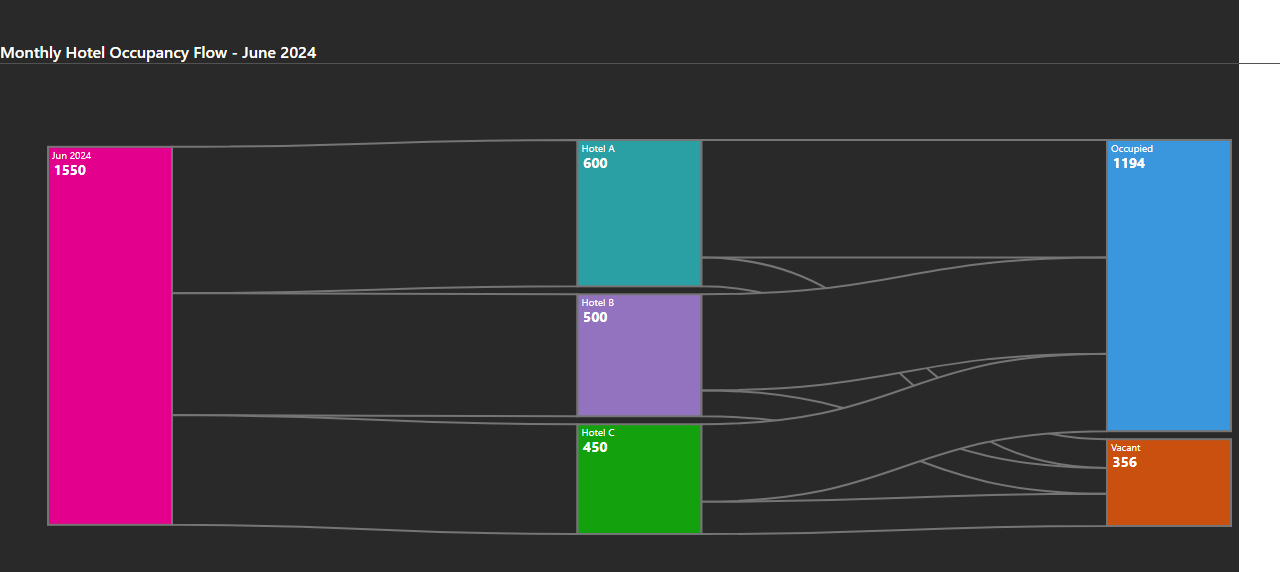 Monthly Hotel Occupancy Flow - June 2024
Jun 2024
1550
Hotel A
600
Hotel B
500
Hotel C
450
Occupied
1194
Vacant
356